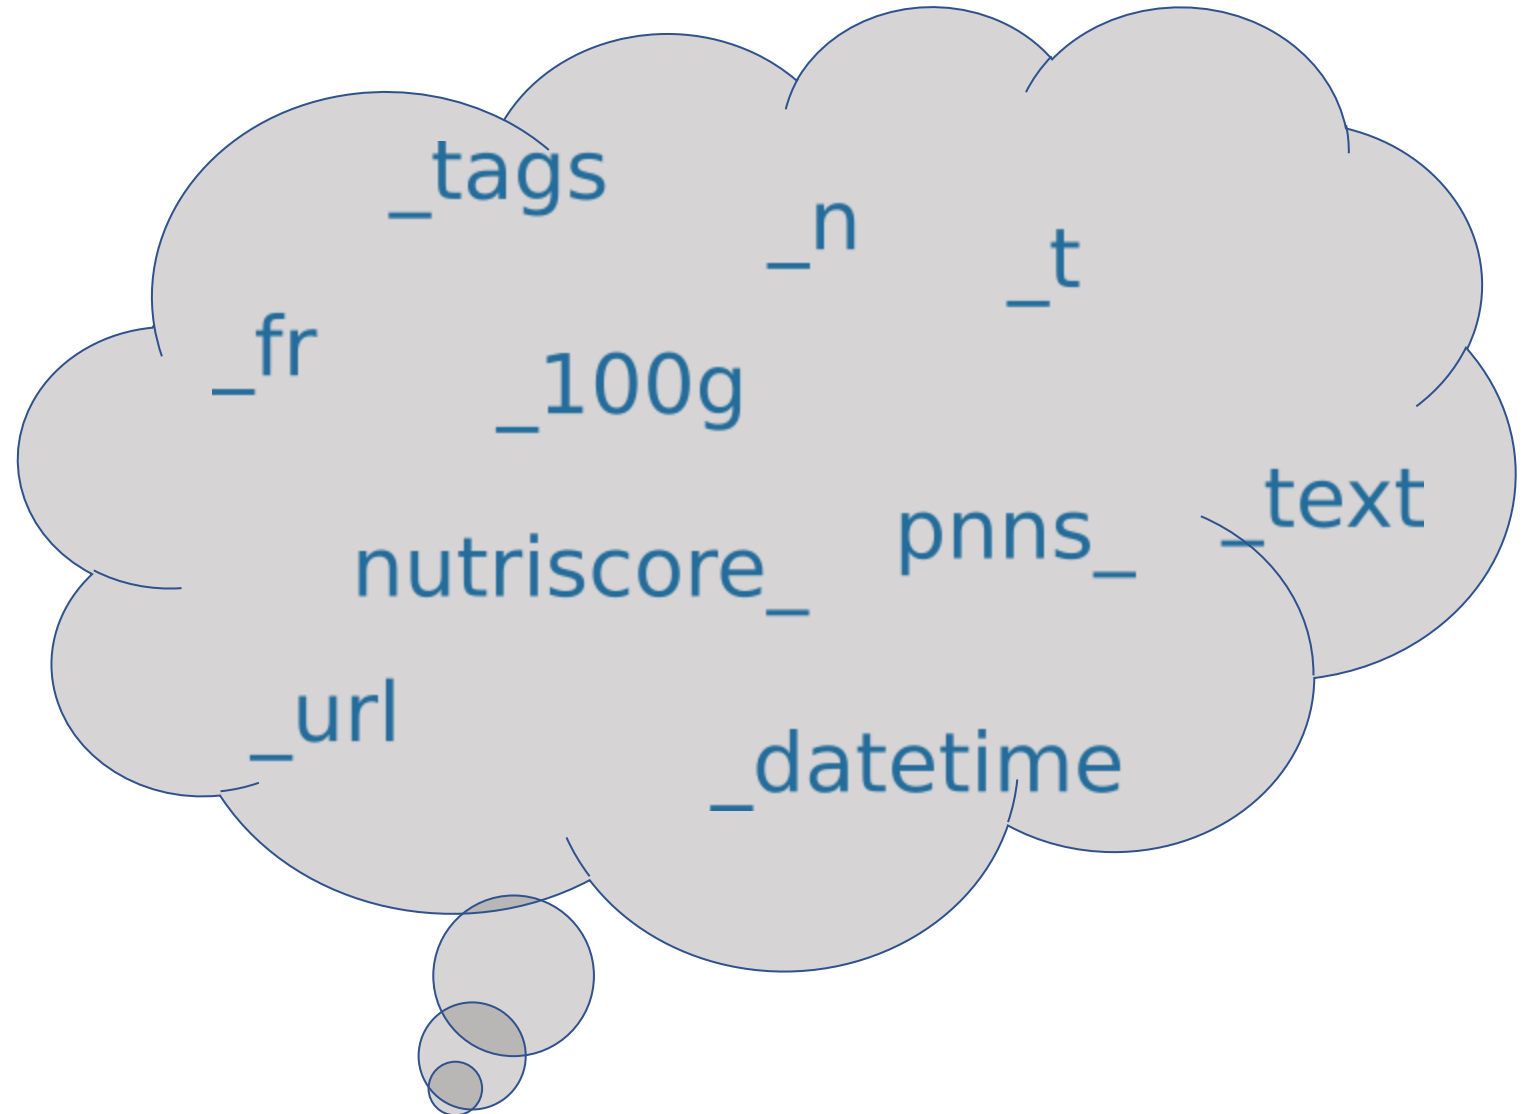 _tags
_n
_t
_fr
_100g
_text
pnns_
nutriscore_
_url
_datetime